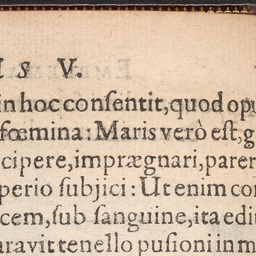 S V.
in hoc conſentit, quod opu
fœmina: Maris verò eſt, g
cipere, imprægnari, parer
perio ſubjici: Ut enim con
cem, ſub ſanguine, ita edit
aravit tenello puſioni in m